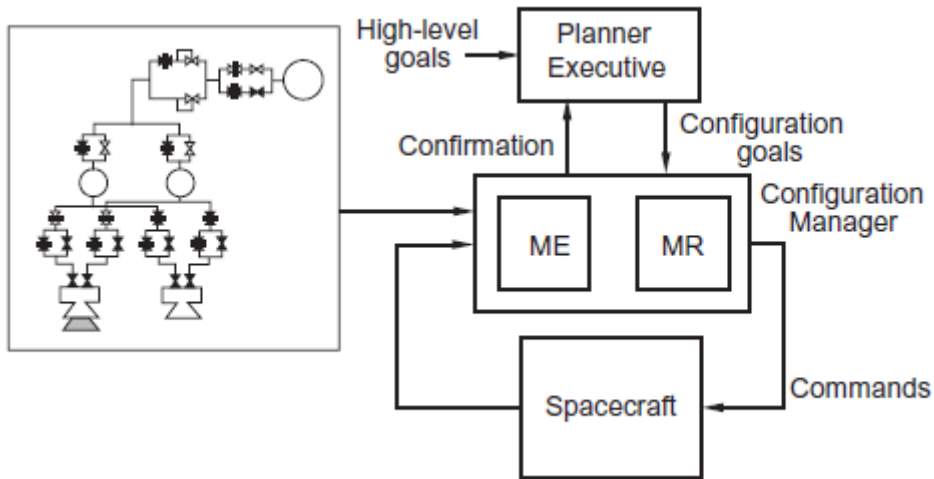 High-level
goals
Planner
Executive
Confirmation
Configuration
goals
Configuration
Manager
ME
MR
Spacecraft
Commands